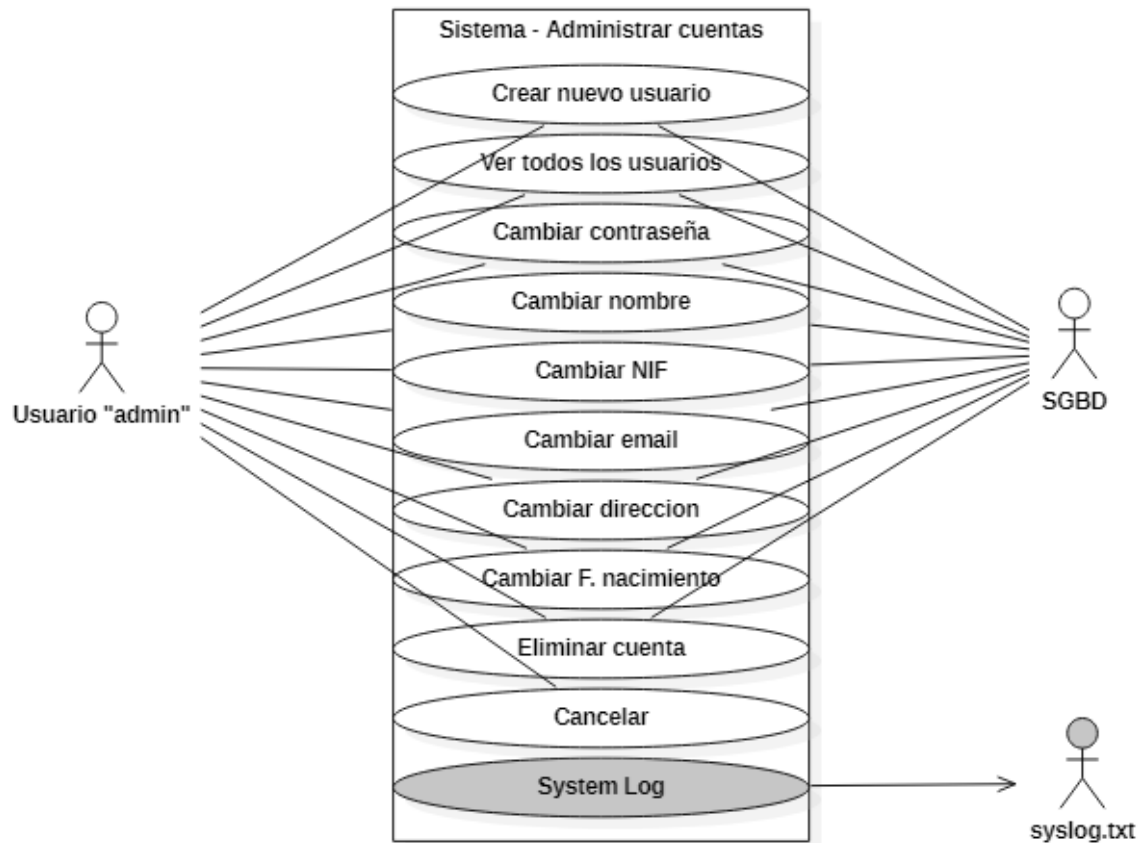 Sistema - Administrar cuentas
Crear nuevo usuario
Ver todos los usuarios
Cambiar contraseña
Cambiar nombre
Cambiar NIF
Cambiar email
Cambiar direccion
Cambiar F. nacimiento
Eliminar cuenta
Cancelar
System Log
Usuario "admin"
SGBD
syslog.txt